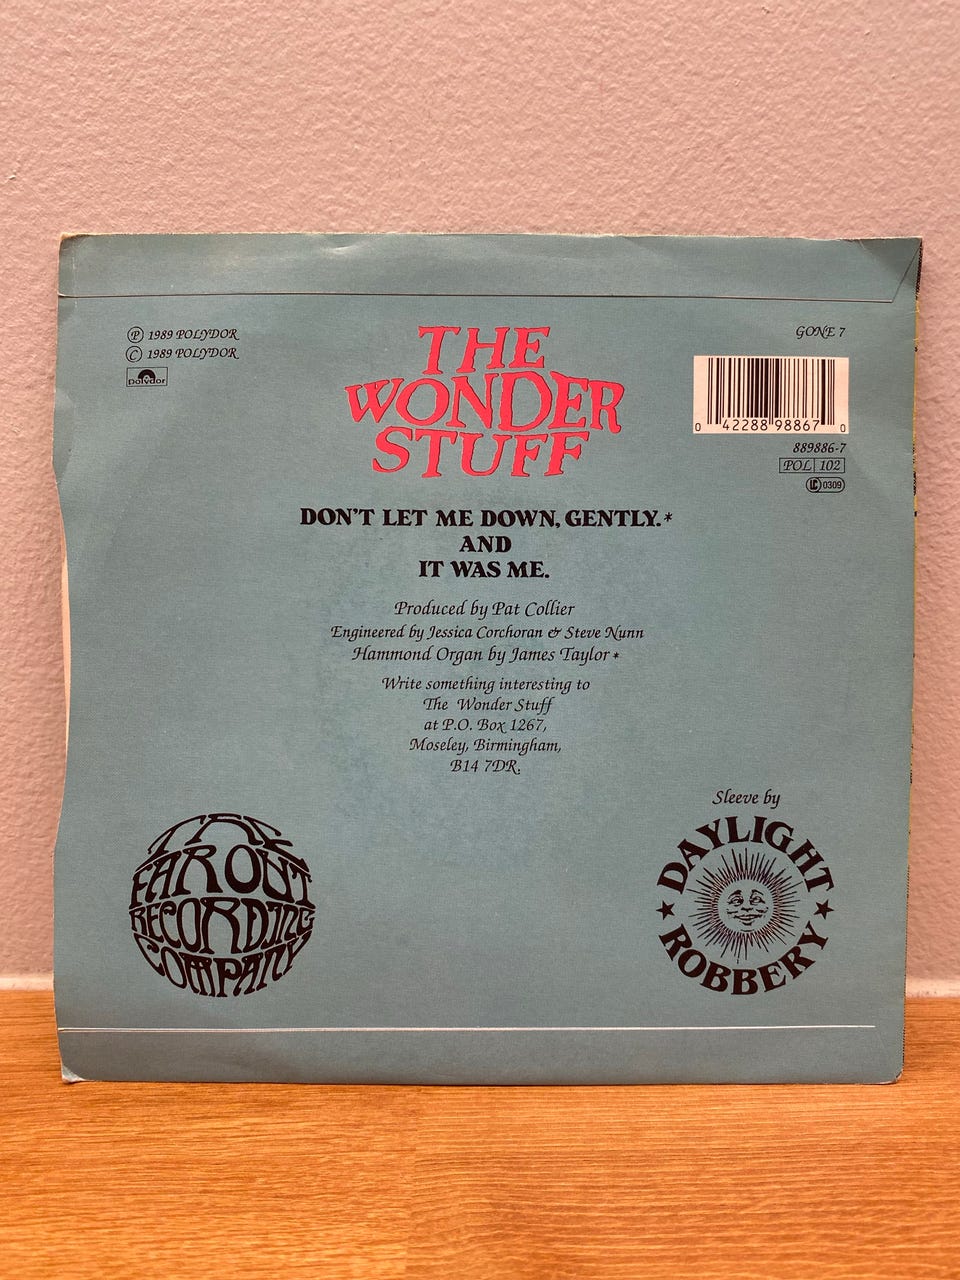 Ⓟ 1989 POLYDOR
Ⓒ 1989 POLYDOR
polydor
THE
WONDER
STUFF
GONE 7
0 42288 98867 0
889886-7
POL 102
LC 0309
DON'T LET ME DOWN, GENTLY.*
AND
IT WAS ME.
Produced by Pat Collier
Engineered by Jessica Corchoran & Steve Nunn
Hammond Organ by James Taylor *
Write something interesting to
The Wonder Stuff
at P.O. Box 1267,
Moseley, Birmingham,
B14 7DR.
THE
FAR OUT
RECORDING
COMPANY
Sleeve by
DAYLIGHT
ROBBERY